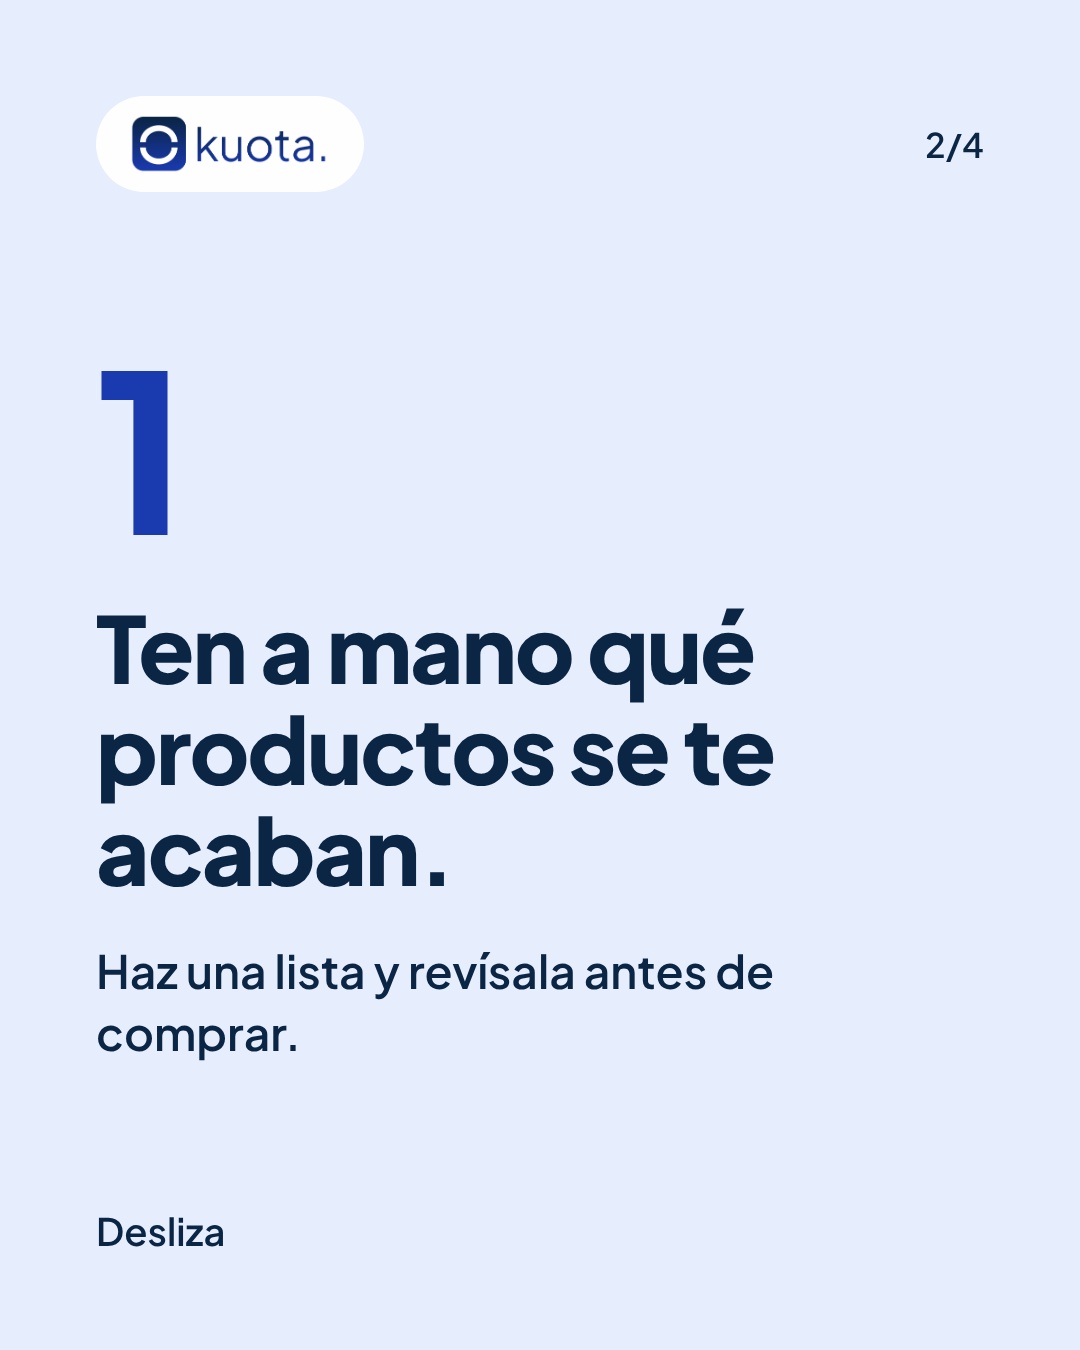 kuota.
2/4
1
Ten a mano qué
productos se te
acaban.
Haz una lista y revísala antes de
comprar.
Desliza